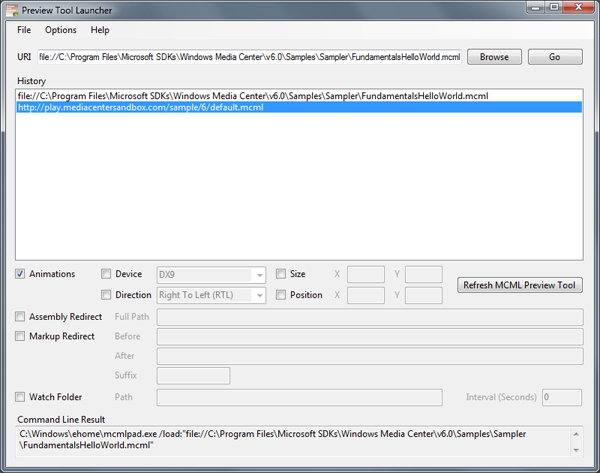 Preview Tool Launcher
File Options Help
URI file://C:\Program Files\Microsoft SDKs\Windows Media Center\v6.0\Samples\Sampler\FundamentalsHelloWorld.mcml Browse Go
History
file://C:\Program Files\Microsoft SDKs\Windows Media Center\v6.0\Samples\Sampler\FundamentalsHelloWorld.mcml
http://play.mediacentersandbox.com/sample/6/default.mcml
Animations Device DX9 Size X Y
Refresh MCML Preview Tool
Direction Right To Left (RTL) Position X Y
Assembly Redirect Full Path
Markup Redirect Before
After
Suffix
Watch Folder Path Interval (Seconds) 0
Command Line Result
C:\Windows\ehome\mcmlpad.exe /load:"file://C:\Program Files\Microsoft SDKs\Windows Media Center\v6.0\Samples\Sampler
\FundamentalsHelloWorld.mcml"